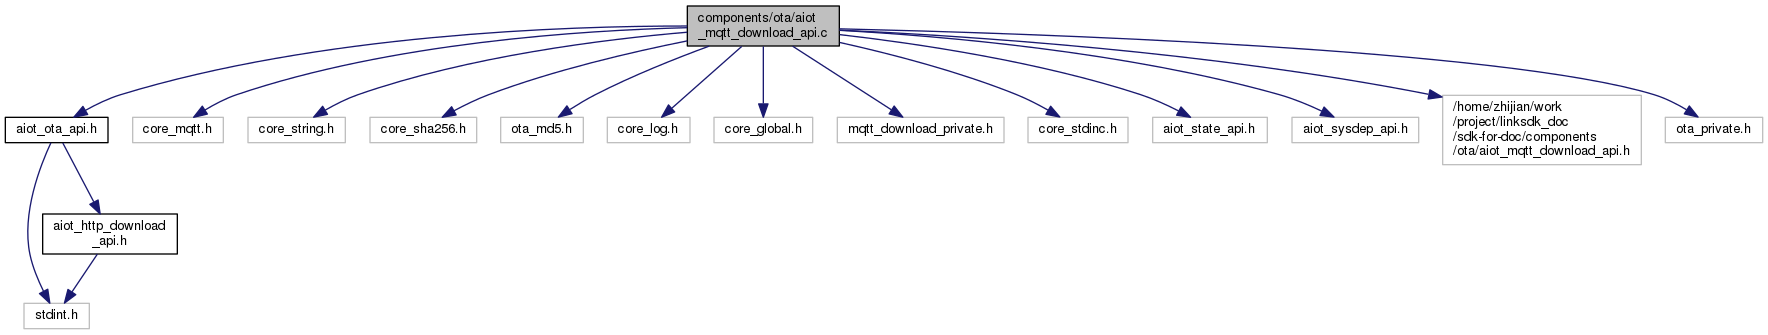 components/ota/aiot
_mqtt_download_api.c
aiot_ota_api.h
core_mqtt.h
core_string.h
core_sha256.h
ota_md5.h
core_log.h
core_global.h
mqtt_download_private.h
core_stdinc.h
aiot_state_api.h
aiot_sysdep_api.h
/home/zhijian/work
/project/linksdk_doc
/sdk-for-doc/components
/ota/aiot_mqtt_download_api.h
ota_private.h
aiot_http_download
_api.h
stdint.h